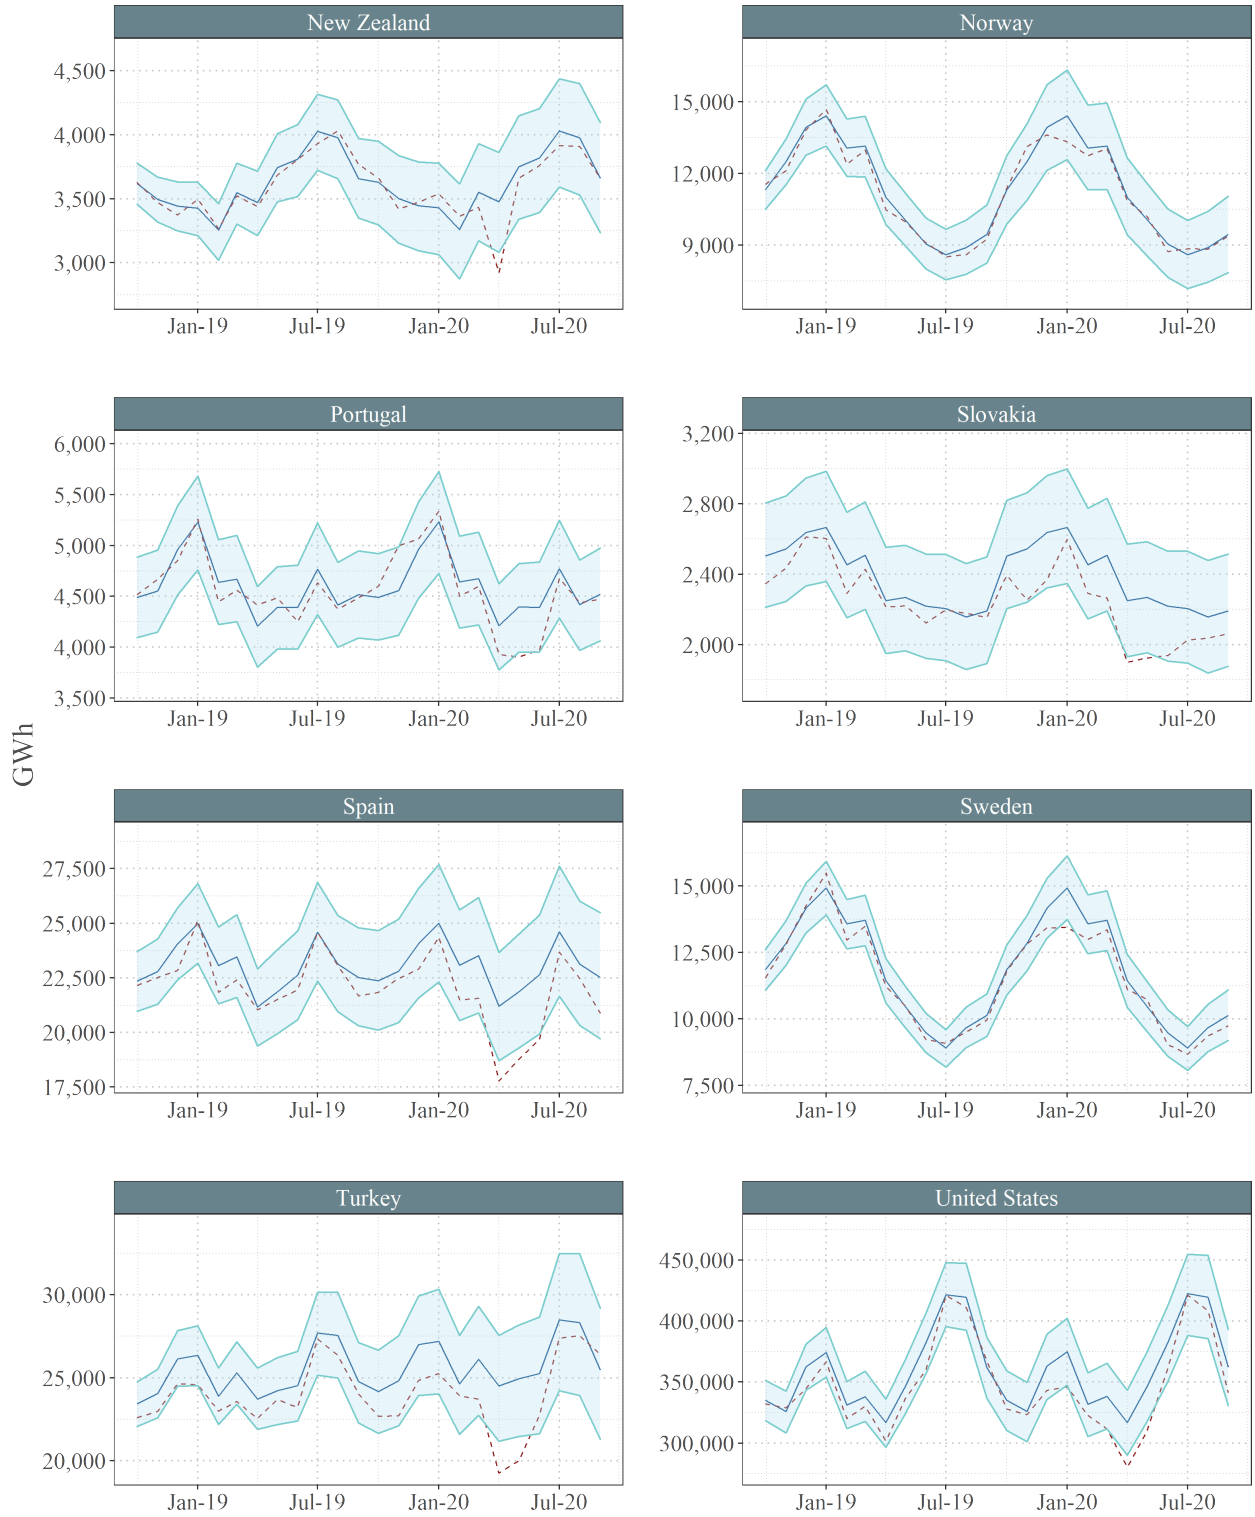 New Zealand
4,500
4,000
3,500
3,000
Jan-19 Jul-19 Jan-20 Jul-20
Norway
15,000
12,000
9,000
Jan-19 Jul-19 Jan-20 Jul-20
Portugal
6,000
5,500
5,000
4,500
4,000
3,500
Jan-19 Jul-19 Jan-20 Jul-20
Slovakia
3,200
2,800
2,400
2,000
Jan-19 Jul-19 Jan-20 Jul-20
GWh
Spain
27,500
25,000
22,500
20,000
17,500
Jan-19 Jul-19 Jan-20 Jul-20
Sweden
15,000
12,500
10,000
7,500
Jan-19 Jul-19 Jan-20 Jul-20
Turkey
30,000
25,000
20,000
Jan-19 Jul-19 Jan-20 Jul-20
United States
450,000
400,000
350,000
300,000
Jan-19 Jul-19 Jan-20 Jul-20